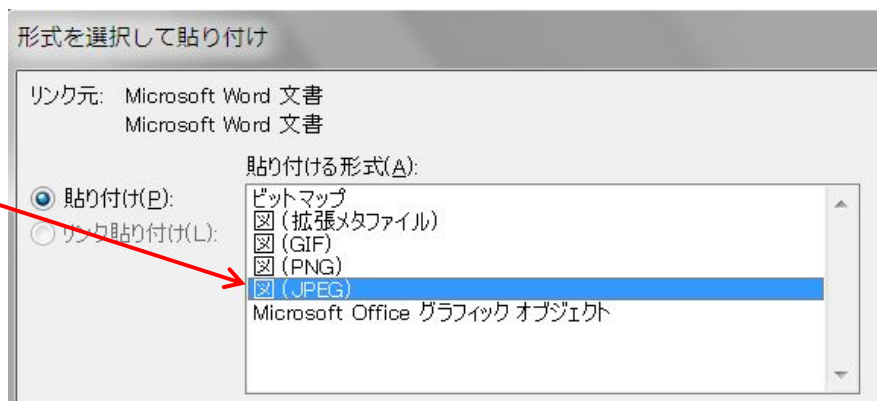 形式を選択して貼り付け
リンク元: Microsoft Word 文書
Microsoft Word 文書
貼り付ける形式(A):
貼り付け(P):
リンク貼り付け(L):
ビットマップ
図 (拡張メタファイル)
図 (GIF)
図 (PNG)
図 (JPEG)
Microsoft Office グラフィック オブジェクト